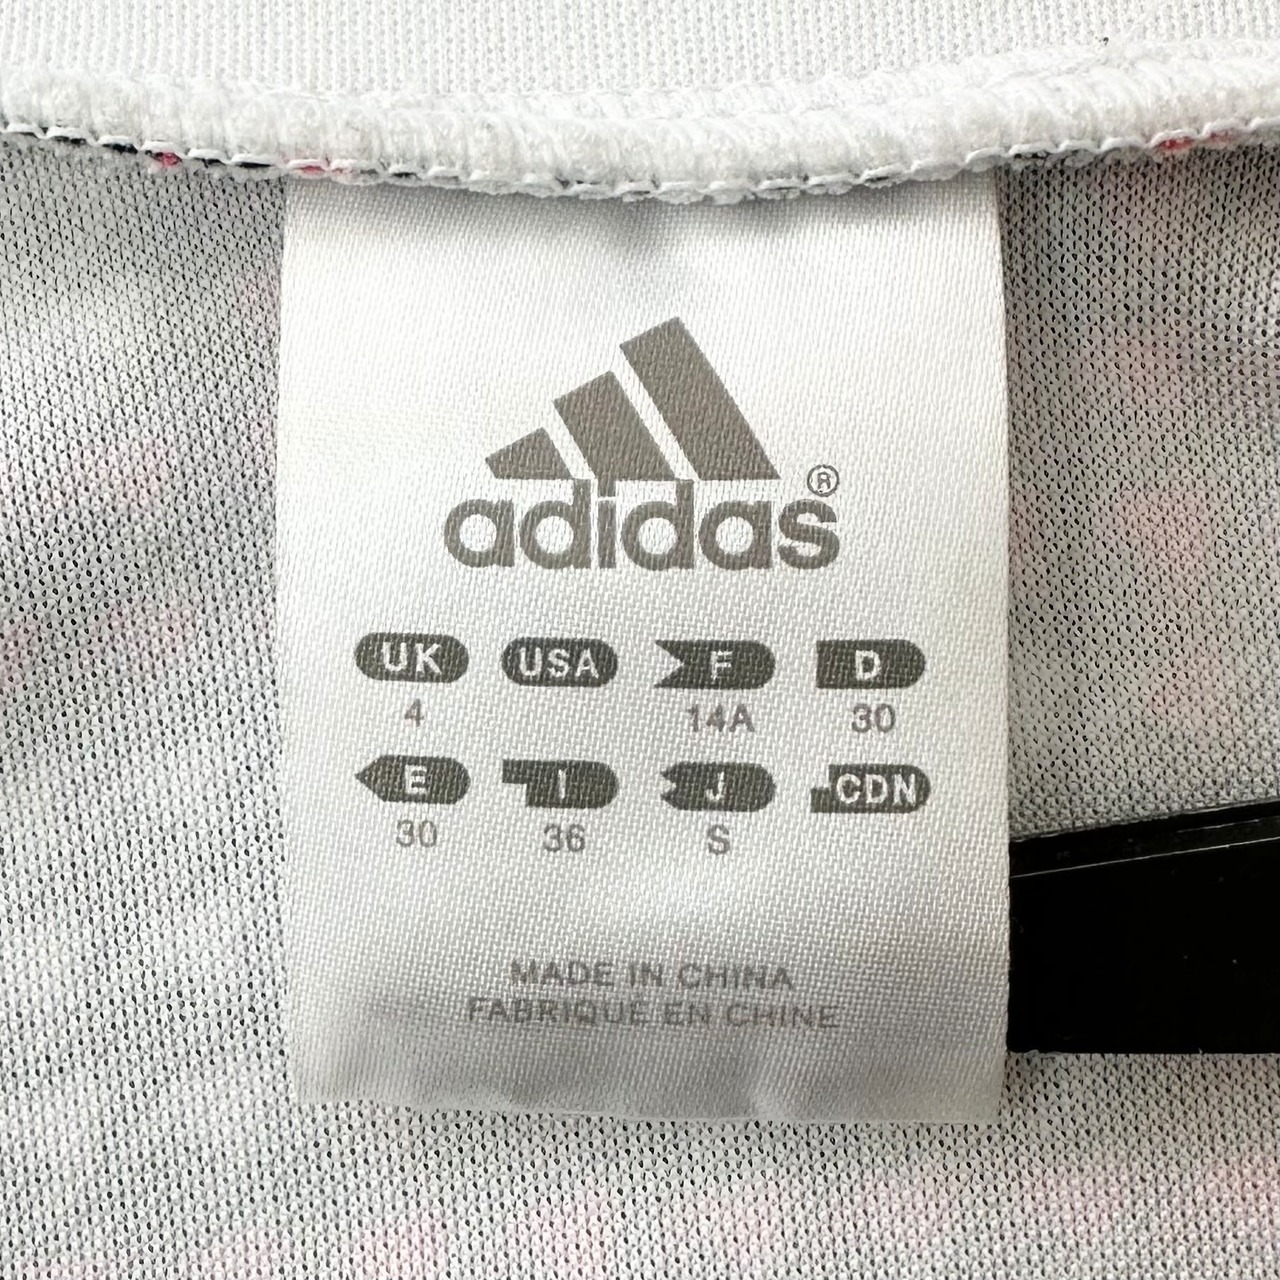 adidas®
UK USA F D
4 14A 30
E I J CDN
30 36 S
MADE IN CHINA
FABRIQUE EN CHINE